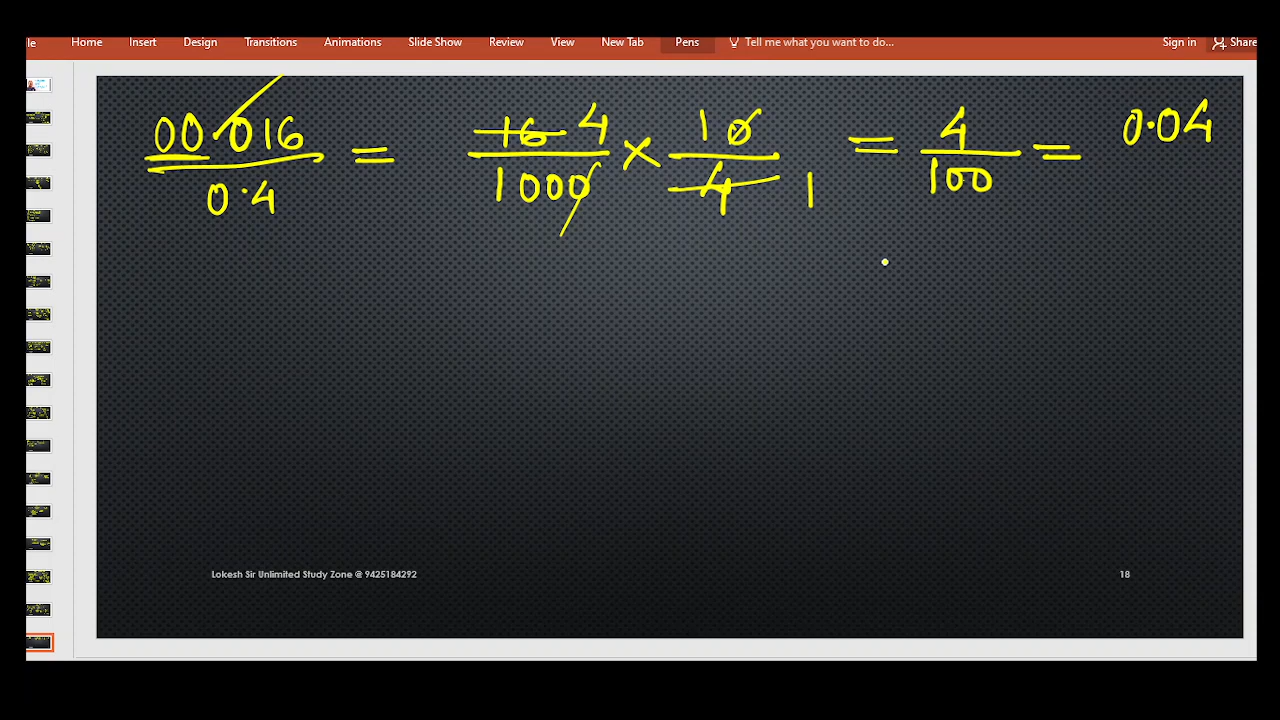 le Home Insert Design Transitions Animations Slide Show Review View New Tab Pens Tell me what you want to do... Sign in Share
00.016 / 0.4 = 16 4 / 1000 × 10 / 4 1 = 4 / 100 = 0.04
Lokesh Sir Unlimited Study Zone @ 9425184292 18